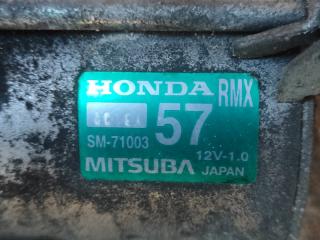 HONDA RMX
57
SM-71003
12V-1.0
MITSUBA JAPAN